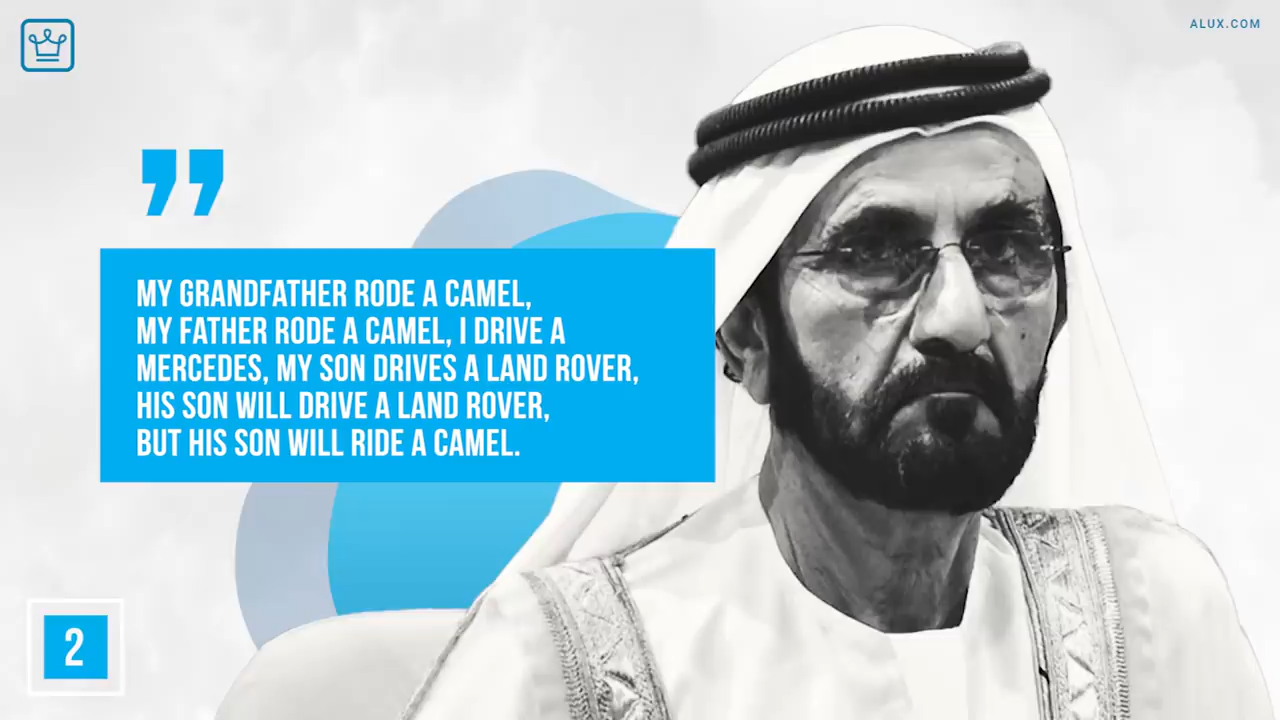 ALUX.COM
”
MY GRANDFATHER RODE A CAMEL,
MY FATHER RODE A CAMEL, I DRIVE A
MERCEDES, MY SON DRIVES A LAND ROVER,
HIS SON WILL DRIVE A LAND ROVER,
BUT HIS SON WILL RIDE A CAMEL.
2